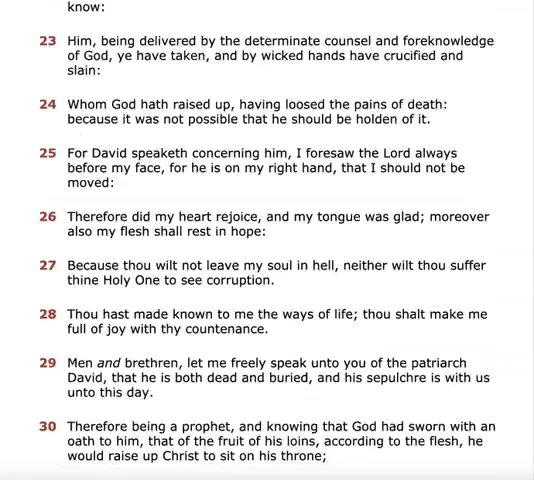 know:
23 Him, being delivered by the determinate counsel and foreknowledge
of God, ye have taken, and by wicked hands have crucified and
slain:
24 Whom God hath raised up, having loosed the pains of death:
because it was not possible that he should be holden of it.
25 For David speaketh concerning him, I foresaw the Lord always
before my face, for he is on my right hand, that I should not be
moved:
26 Therefore did my heart rejoice, and my tongue was glad; moreover
also my flesh shall rest in hope:
27 Because thou wilt not leave my soul in hell, neither wilt thou suffer
thine Holy One to see corruption.
28 Thou hast made known to me the ways of life; thou shalt make me
full of joy with thy countenance.
29 Men and brethren, let me freely speak unto you of the patriarch
David, that he is both dead and buried, and his sepulchre is with us
unto this day.
30 Therefore being a prophet, and knowing that God had sworn with an
oath to him, that of the fruit of his loins, according to the flesh, he
would raise up Christ to sit on his throne;